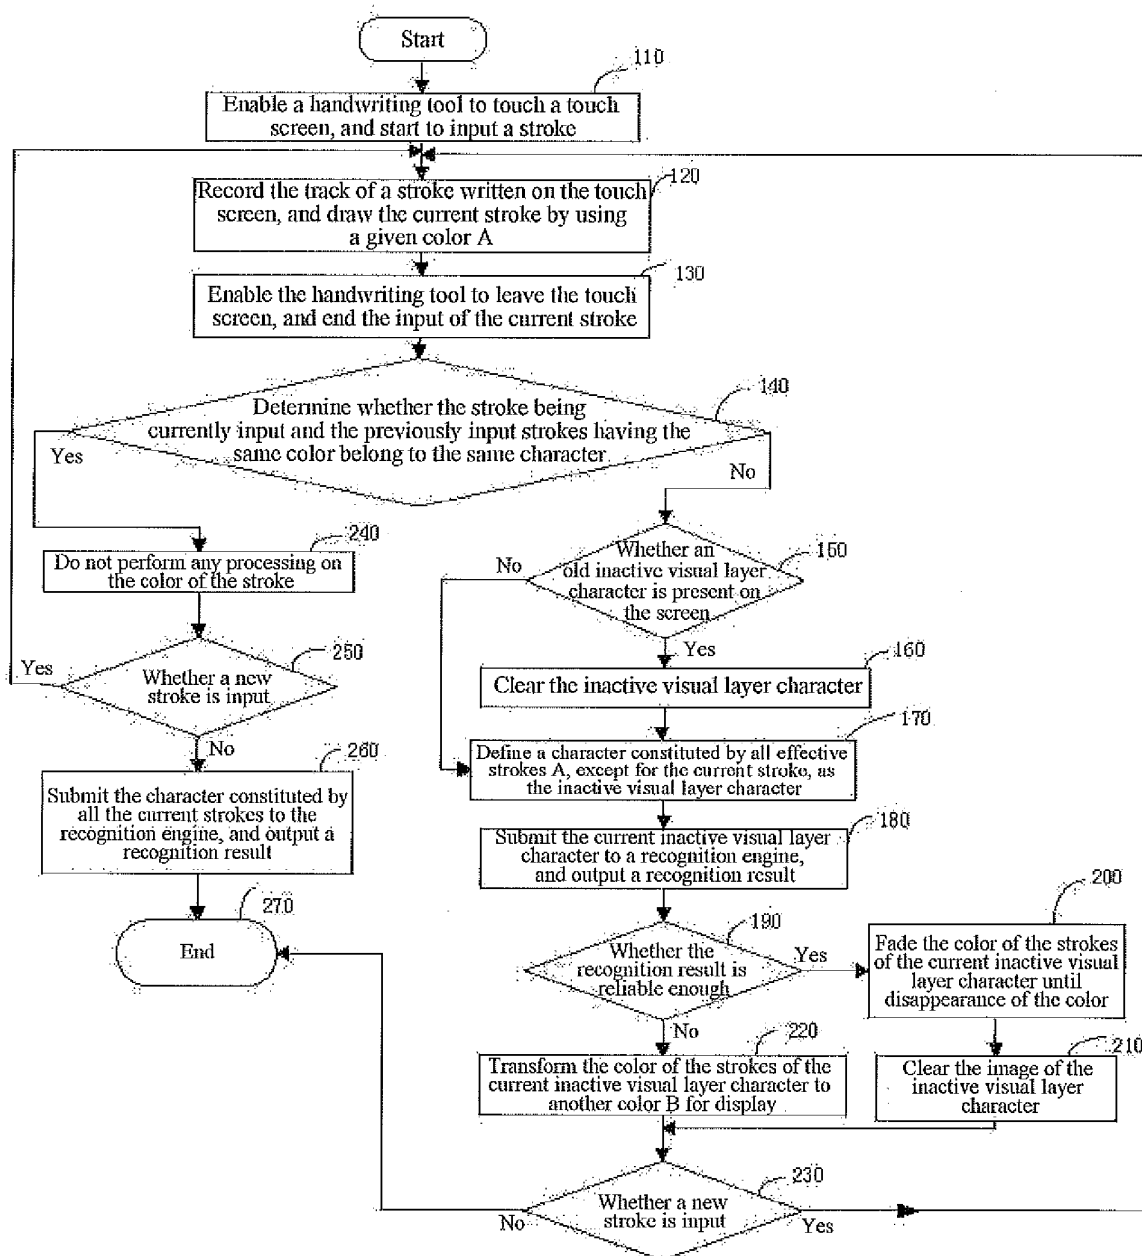 Start
110
Enable a handwriting tool to touch a touch
screen, and start to input a stroke
120
Record the track of a stroke written on the touch
screen, and draw the current stroke by using
a given color A
130
Enable the handwriting tool to leave the touch
screen, and end the input of the current stroke
140
Determine whether the stroke being
currently input and the previously input strokes having the
same color belong to the same character
Yes
No
240
Do not perform any processing on
the color of the stroke
150
Whether an
old inactive visual layer
character is present on
the screen
No
Yes
250
Whether a new
stroke is input
Yes
No
160
Clear the inactive visual layer character
170
Define a character constituted by all effective
strokes A, except for the current stroke, as
the inactive visual layer character
260
Submit the character constituted by
all the current strokes to the
recognition engine, and output a
recognition result
180
Submit the current inactive visual layer
character to a recognition engine,
and output a recognition result
270
End
190
Whether the
recognition result is
reliable enough
Yes
No
200
Fade the color of the strokes
of the current inactive visual
layer character until
disappearance of the color
220
Transform the color of the strokes of the
current inactive visual layer character to
another color B for display
210
Clear the image of the
inactive visual layer
character
230
Whether a new
stroke is input
No
Yes